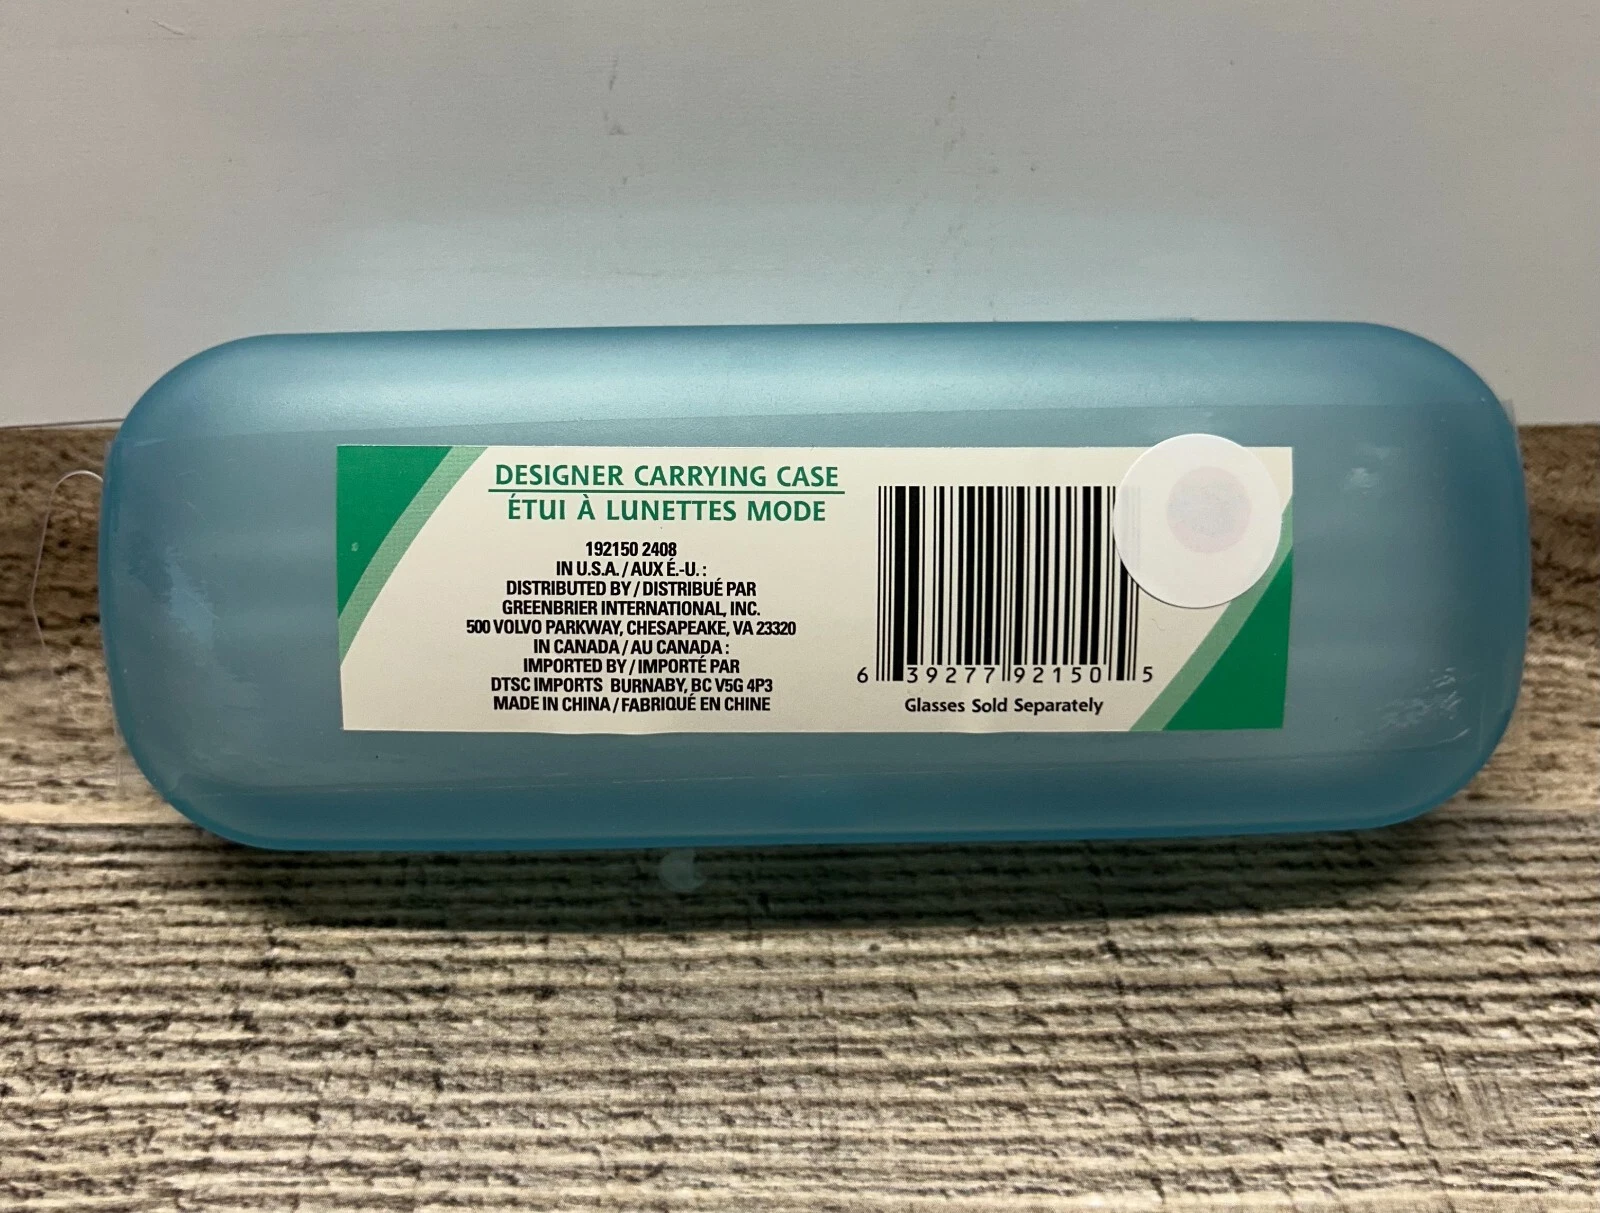 DESIGNER CARRYING CASE
ÉTUI À LUNETTES MODE
192150 2408
IN U.S.A. / AUX É.-U. :
DISTRIBUTED BY / DISTRIBUÉ PAR
GREENBRIER INTERNATIONAL, INC.
500 VOLVO PARKWAY, CHESAPEAKE, VA 23320
IN CANADA / AU CANADA :
IMPORTED BY / IMPORTÉ PAR
DTSC IMPORTS BURNABY, BC V5G 4P3
MADE IN CHINA / FABRIQUÉ EN CHINE
6 39277 92150 5
Glasses Sold Separately